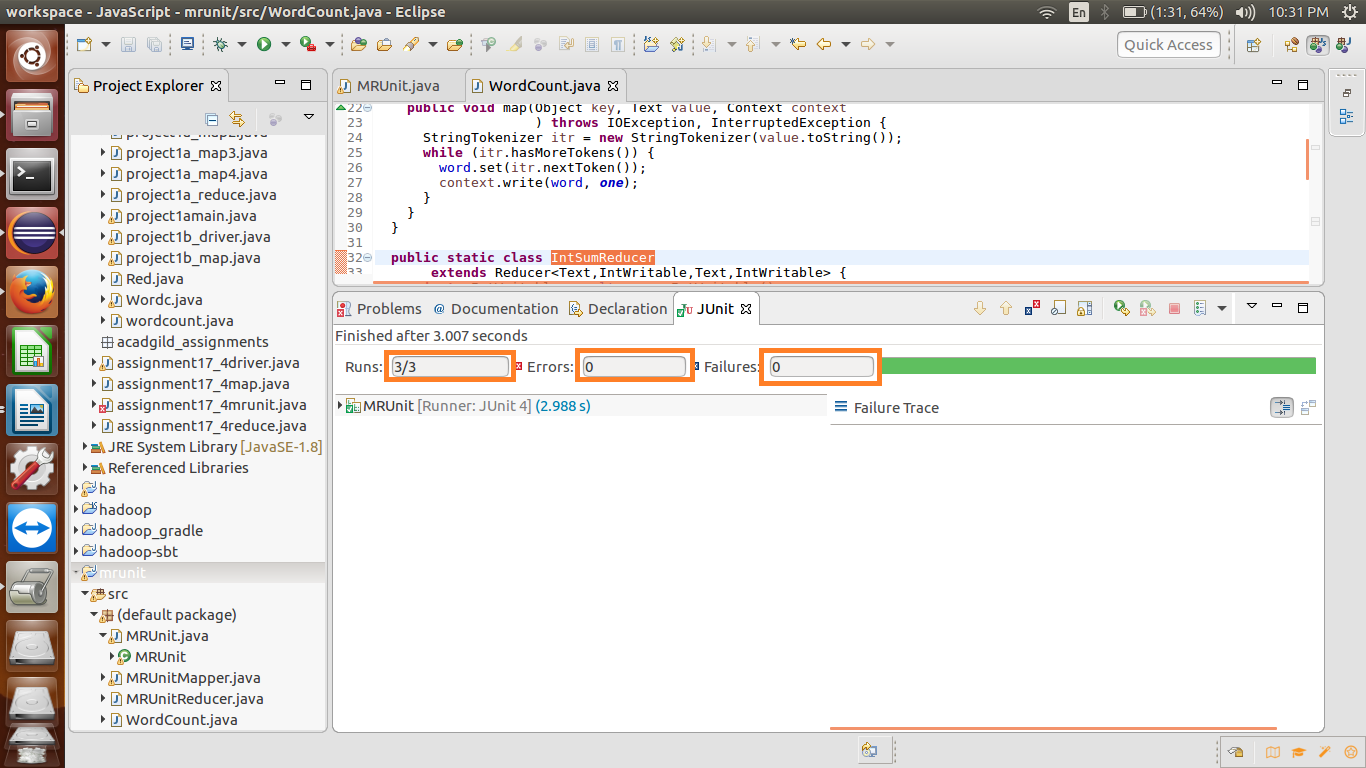 workspace - JavaScript - mrunit/src/WordCount.java - Eclipse
En
(1:31, 64%)
10:31 PM
Quick Access
Project Explorer
project1a_map2.java
project1a_map3.java
project1a_map4.java
project1a_reduce.java
project1amain.java
project1b_driver.java
project1b_map.java
Red.java
Wordc.java
wordcount.java
acadgild_assignments
assignment17_4driver.java
assignment17_4map.java
assignment17_4mrunit.java
assignment17_4reduce.java
JRE System Library [JavaSE-1.8]
Referenced Libraries
ha
hadoop
hadoop_gradle
hadoop-sbt
mrunit
src
(default package)
MRUnit.java
MRUnit
MRUnitMapper.java
MRUnitReducer.java
WordCount.java
MRUnit.java
WordCount.java
22 public void map(Object key, Text value, Context context
23 ) throws IOException, InterruptedException {
24 StringTokenizer itr = new StringTokenizer(value.toString());
25 while (itr.hasMoreTokens()) {
26 word.set(itr.nextToken());
27 context.write(word, one);
28 }
29 }
30 }
31
32 public static class IntSumReducer
33 extends Reducer<Text,IntWritable,Text,IntWritable> {
Problems
@ Documentation
Declaration
JUnit
Finished after 3.007 seconds
Runs: 3/3
Errors: 0
Failures: 0
MRUnit [Runner: JUnit 4] (2.988 s)
Failure Trace